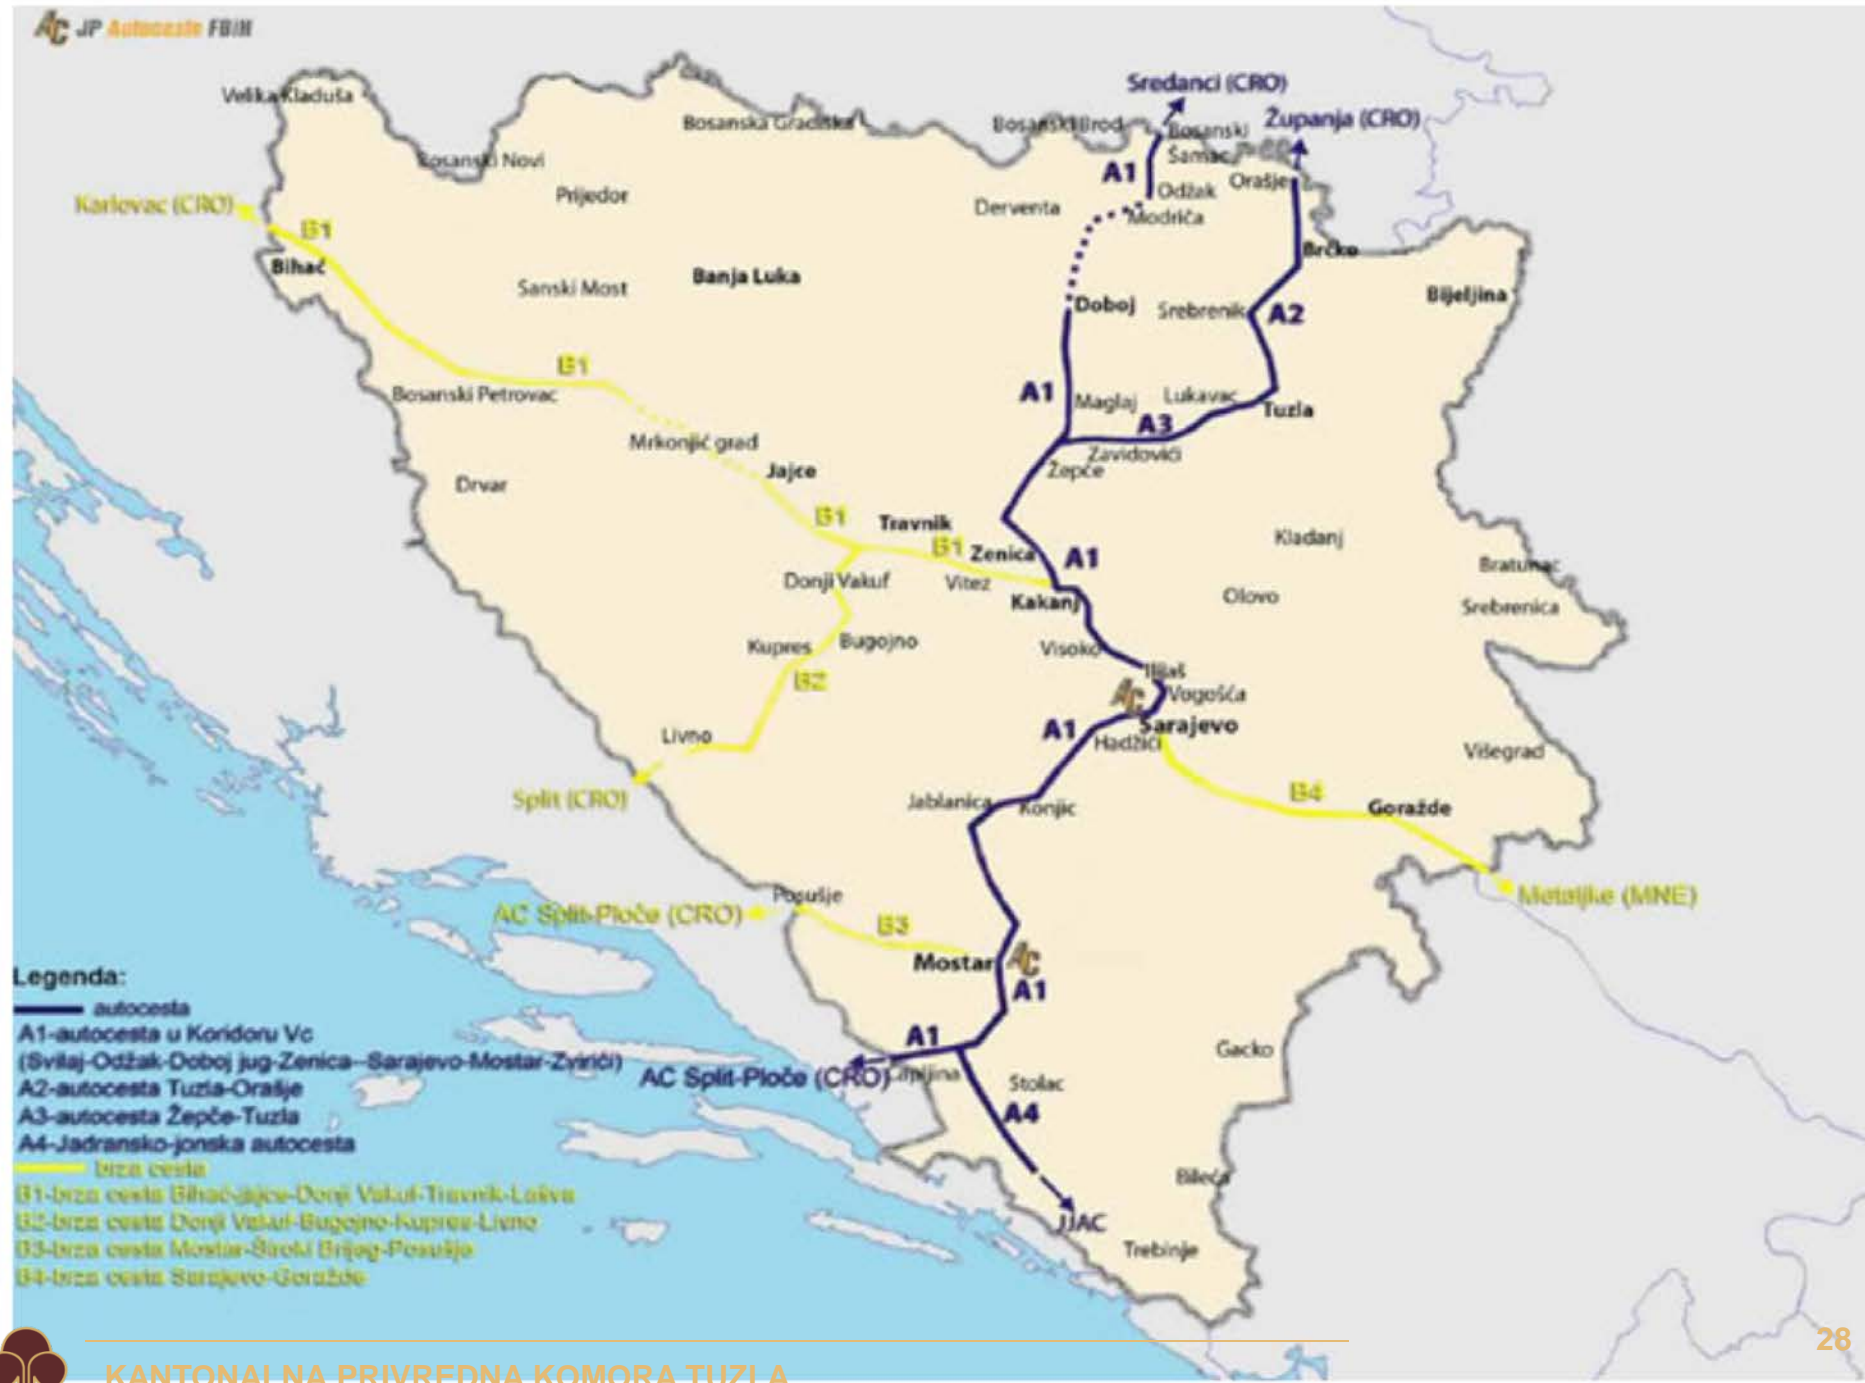 AC JP Autoceste FBiH
Sredanci (CRO)
Velika Kladuša
Bosanska Gradiška
Bosanski Brod
Županja (CRO)
Bosanski
Šamac
Bosanski Novi
A1
Orašje
Prijedor
Odžak
Karlovac (CRO)
Derventa
Modriča
B1
Brčko
Bihać
Banja Luka
Sanski Most
Bijeljina
Doboj
Srebrenik
A2
B1
Bosanski Petrovac
A1
Maglaj
Lukavac
Tuzla
A3
Mrkonjić grad
Zavidovići
Jajce
Žepče
Drvar
B1
Travnik
Kladanj
B1
Zenica
A1
Bratunac
Donji Vakuf
Vitez
Kakanj
Olovo
Srebrenica
Kupres
Bugojno
Visoko
Ilijaš
B2
AC
Vogošća
Livno
A1
Sarajevo
Hadžići
Višegrad
Split (CRO)
B4
Jablanica
Konjic
Goražde
Posušje
Metaljke (MNE)
AC Split-Ploče (CRO)
B3
Mostar
AC
A1
A1
Gacko
AC Split-Ploče (CRO)
Čapljina
Stolac
A4
Bileća
JJAC
Trebinje
Legenda:
autocesta
A1-autocesta u Koridoru Vc
(Svilaj-Odžak-Doboj jug-Zenica--Sarajevo-Mostar-Zvirići)
A2-autocesta Tuzla-Orašje
A3-autocesta Žepče-Tuzla
A4-Jadransko-jonska autocesta
brza cesta
B1-brza cesta Bihać-jajce-Donji Vakuf-Travnik-Lašva
B2-brza cesta Donji Vakuf-Bugojno-Kupres-Livno
B3-brza cesta Mostar-Široki Brijeg-Posušje
B4-brza cesta Sarajevo-Goražde
28
KANTONALNA PRIVREDNA KOMORA TUZLA